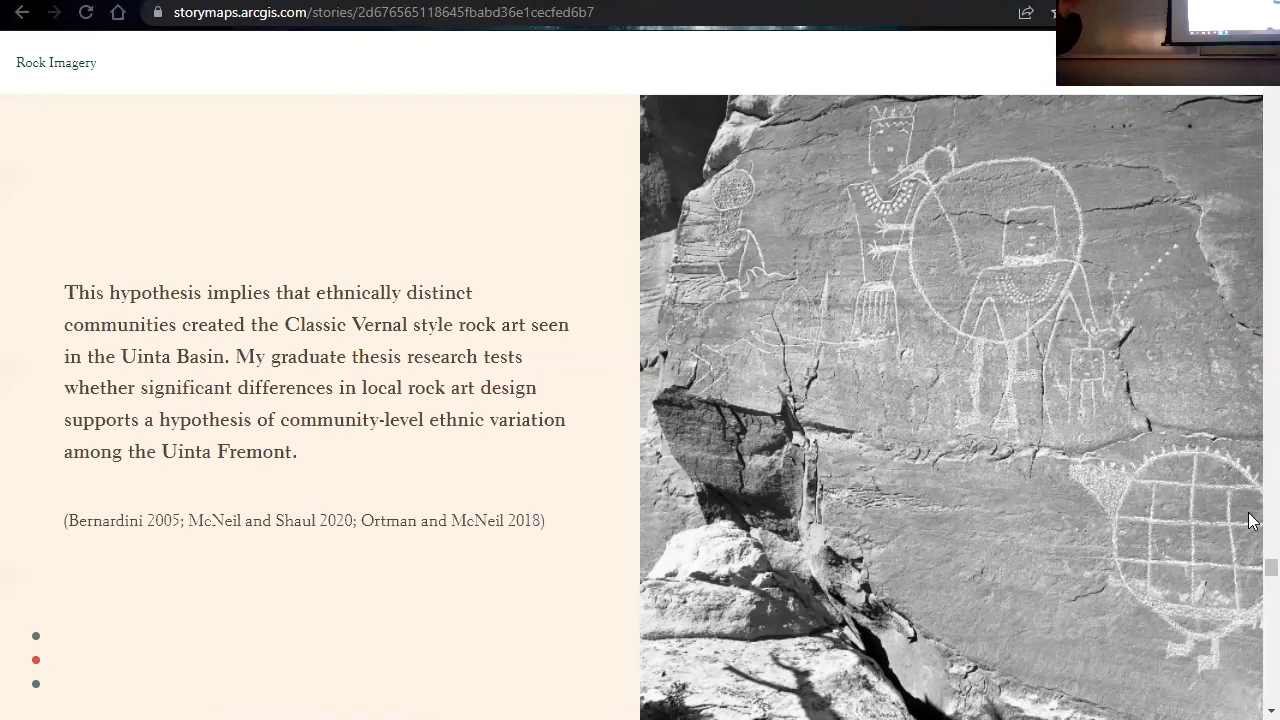 storymaps.arcgis.com/stories/2d676565118645fbabd36e1cecfed6b7
Rock Imagery
This hypothesis implies that ethnically distinct
communities created the Classic Vernal style rock art seen
in the Uinta Basin. My graduate thesis research tests
whether significant differences in local rock art design
supports a hypothesis of community-level ethnic variation
among the Uinta Fremont.
(Bernardini 2005; McNeil and Shaul 2020; Ortman and McNeil 2018)